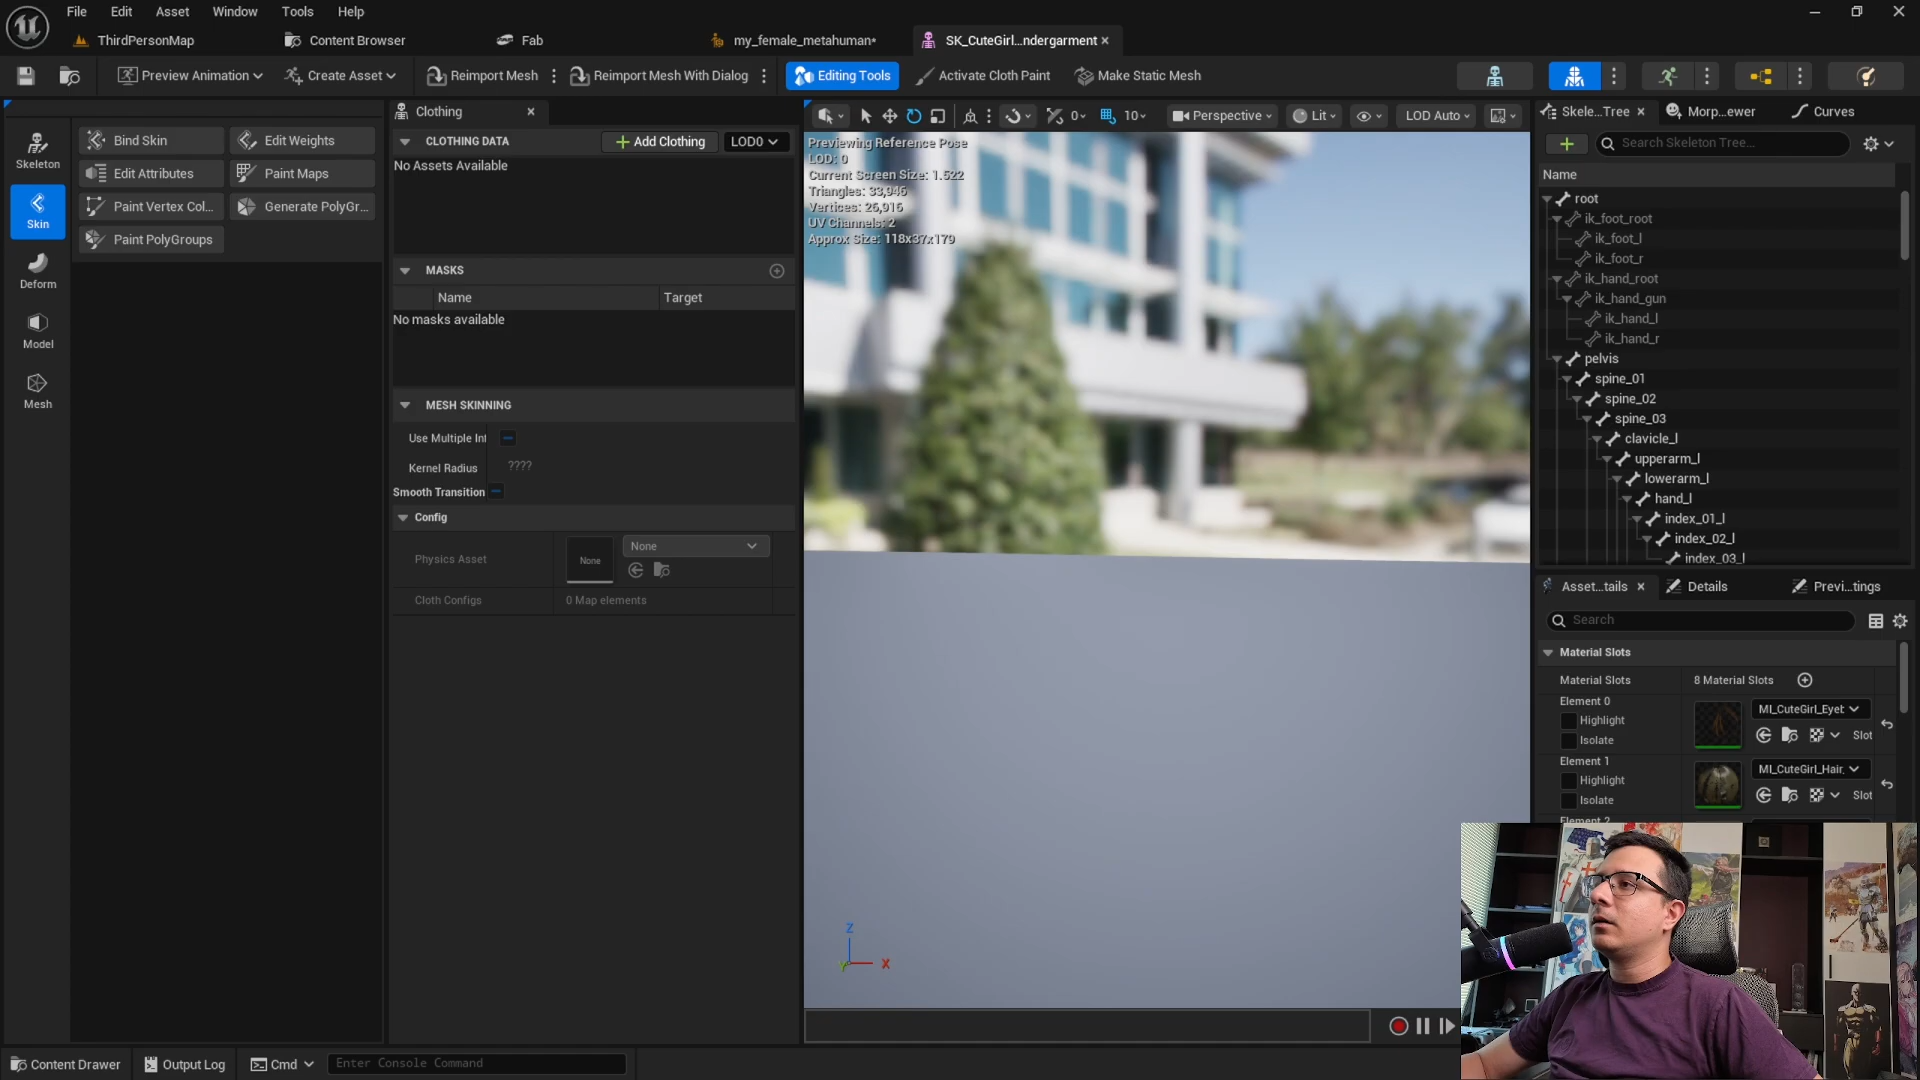 File Edit Asset Window Tools Help
ThirdPersonMap Content Browser Fab my_female_metahuman* SK_CuteGirl...ndergarment
Preview Animation Create Asset Reimport Mesh Reimport Mesh With Dialog Editing Tools Activate Cloth Paint Make Static Mesh
Skeleton
Skin
Deform
Model
Mesh
Bind Skin Edit Weights
Edit Attributes Paint Maps
Paint Vertex Col... Generate PolyGr...
Paint PolyGroups
Clothing
CLOTHING DATA Add Clothing LOD0
No Assets Available
MASKS
Name Target
No masks available
MESH SKINNING
Use Multiple Int
Kernel Radius ????
Smooth Transition
Config
Physics Asset None None
Cloth Configs 0 Map elements
0 10 Perspective Lit LOD Auto
Previewing Reference Pose
LOD: 0
Current Screen Size: 1.522
Triangles: 33,946
Vertices: 26,916
UV Channels: 2
Approx Size: 118x37x179
Z
Y X
Skele...Tree Morp...ewer Curves
Search Skeleton Tree...
Name
root
ik_foot_root
ik_foot_l
ik_foot_r
ik_hand_root
ik_hand_gun
ik_hand_l
ik_hand_r
pelvis
spine_01
spine_02
spine_03
clavicle_l
upperarm_l
lowerarm_l
hand_l
index_01_l
index_02_l
index_03_l
Asset...tails Details Previ...tings
Search
Material Slots
Material Slots 8 Material Slots
Element 0
Highlight
Isolate
MI_CuteGirl_Eyet
Slot
Element 1
Highlight
Isolate
MI_CuteGirl_Hair_
Slot
Element 2
Content Drawer Output Log Cmd Enter Console Command